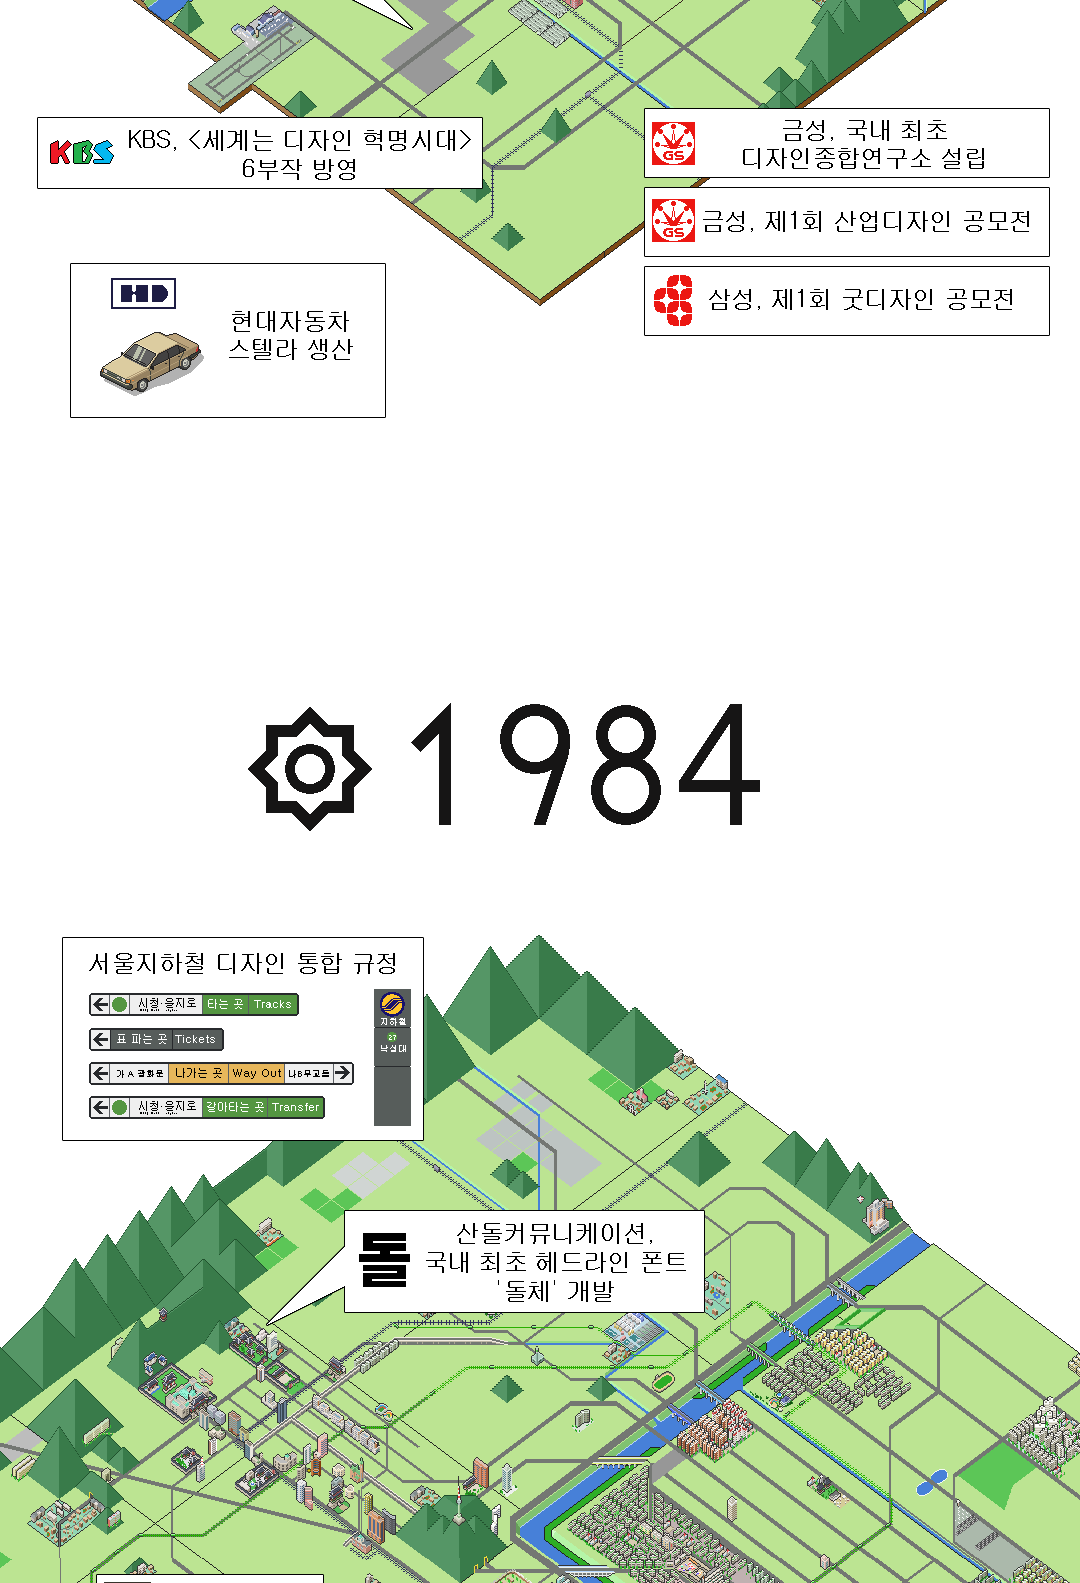 KBS
KBS, <세계는 디자인 혁명시대>
6부작 방영
GS
금성, 국내 최초
디자인종합연구소 설립
GS
금성, 제1회 산업디자인 공모전
삼성, 제1회 굿디자인 공모전
HD
현대자동차
스텔라 생산
1984
서울지하철 디자인 통합 규정
시청·을지로 타는 곳 Tracks
표 파는 곳 Tickets
가 A 광화문 나가는 곳 Way Out 나 B 무교동
시청·을지로 갈아타는 곳 Transfer
지하철
27
낙성대
돌
산돌커뮤니케이션,
국내 최초 헤드라인 폰트
'돌체' 개발